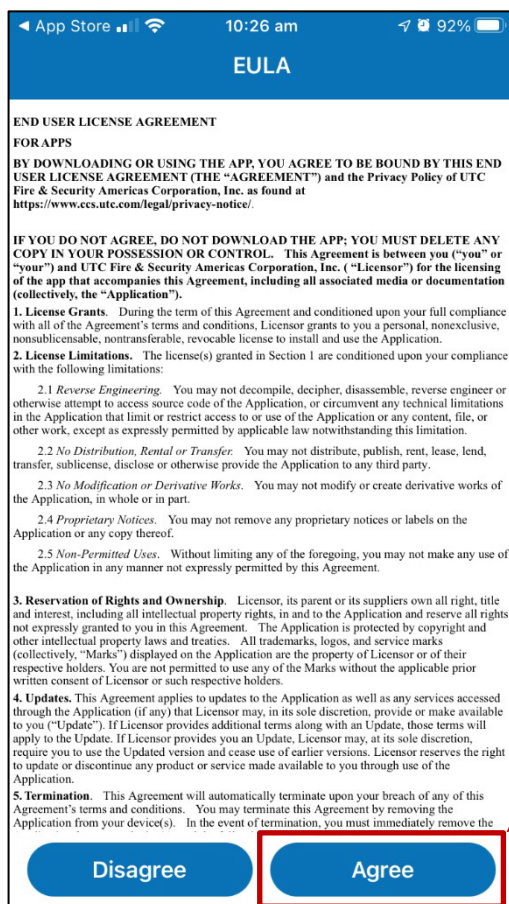 ◀ App Store 10:26 am 92%
EULA
END USER LICENSE AGREEMENT
FOR APPS
BY DOWNLOADING OR USING THE APP, YOU AGREE TO BE BOUND BY THIS END
USER LICENSE AGREEMENT (THE “AGREEMENT”) and the Privacy Policy of UTC
Fire & Security Americas Corporation, Inc. as found at
https://www.ccs.utc.com/legal/privacy-notice/.
IF YOU DO NOT AGREE, DO NOT DOWNLOAD THE APP; YOU MUST DELETE ANY
COPY IN YOUR POSSESSION OR CONTROL. This Agreement is between you (“you” or
“your”) and UTC Fire & Security Americas Corporation, Inc. ( “Licensor”) for the licensing
of the app that accompanies this Agreement, including all associated media or documentation
(collectively, the “Application”).
1. License Grants. During the term of this Agreement and conditioned upon your full compliance
with all of the Agreement’s terms and conditions, Licensor grants to you a personal, nonexclusive,
nonsublicensable, nontransferable, revocable license to install and use the Application.
2. License Limitations. The license(s) granted in Section 1 are conditioned upon your compliance
with the following limitations:
2.1 Reverse Engineering. You may not decompile, decipher, disassemble, reverse engineer or
otherwise attempt to access source code of the Application, or circumvent any technical limitations
in the Application that limit or restrict access to or use of the Application or any content, file, or
other work, except as expressly permitted by applicable law notwithstanding this limitation.
2.2 No Distribution, Rental or Transfer. You may not distribute, publish, rent, lease, lend,
transfer, sublicense, disclose or otherwise provide the Application to any third party.
2.3 No Modification or Derivative Works. You may not modify or create derivative works of
the Application, in whole or in part.
2.4 Proprietary Notices. You may not remove any proprietary notices or labels on the
Application or any copy thereof.
2.5 Non-Permitted Uses. Without limiting any of the foregoing, you may not make any use of
the Application in any manner not expressly permitted by this Agreement.
3. Reservation of Rights and Ownership. Licensor, its parent or its suppliers own all right, title
and interest, including all intellectual property rights, in and to the Application and reserve all rights
not expressly granted to you in this Agreement. The Application is protected by copyright and
other intellectual property laws and treaties. All trademarks, logos, and service marks
(collectively, “Marks”) displayed on the Application are the property of Licensor or of their
respective holders. You are not permitted to use any of the Marks without the applicable prior
written consent of Licensor or such respective holders.
4. Updates. This Agreement applies to updates to the Application as well as any services accessed
through the Application (if any) that Licensor may, in its sole discretion, provide or make available
to you (“Update”). If Licensor provides additional terms along with an Update, those terms will
apply to the Update. If Licensor provides you an Update, Licensor may, at its sole discretion,
require you to use the Updated version and cease use of earlier versions. Licensor reserves the right
to update or discontinue any product or service made available to you through use of the
Application.
5. Termination. This Agreement will automatically terminate upon your breach of any of this
Agreement’s terms and conditions. You may terminate this Agreement by removing the
Application from your device(s). In the event of termination, you must immediately remove the
Disagree Agree